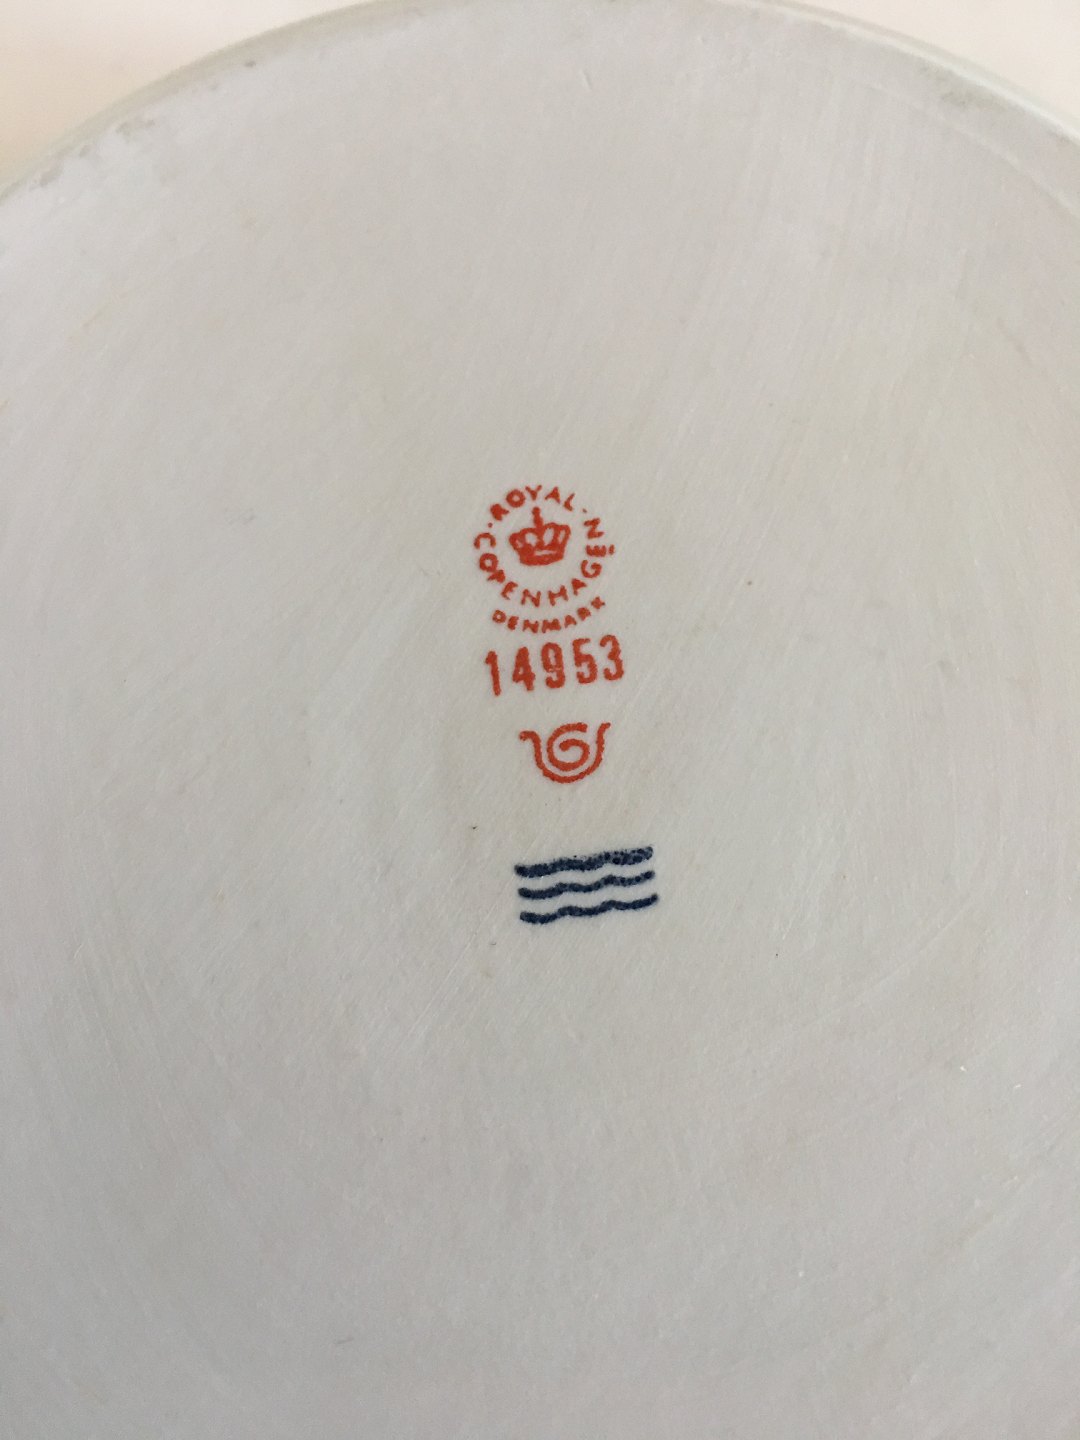 ROYAL
COPENHAGEN
DENMARK
14953